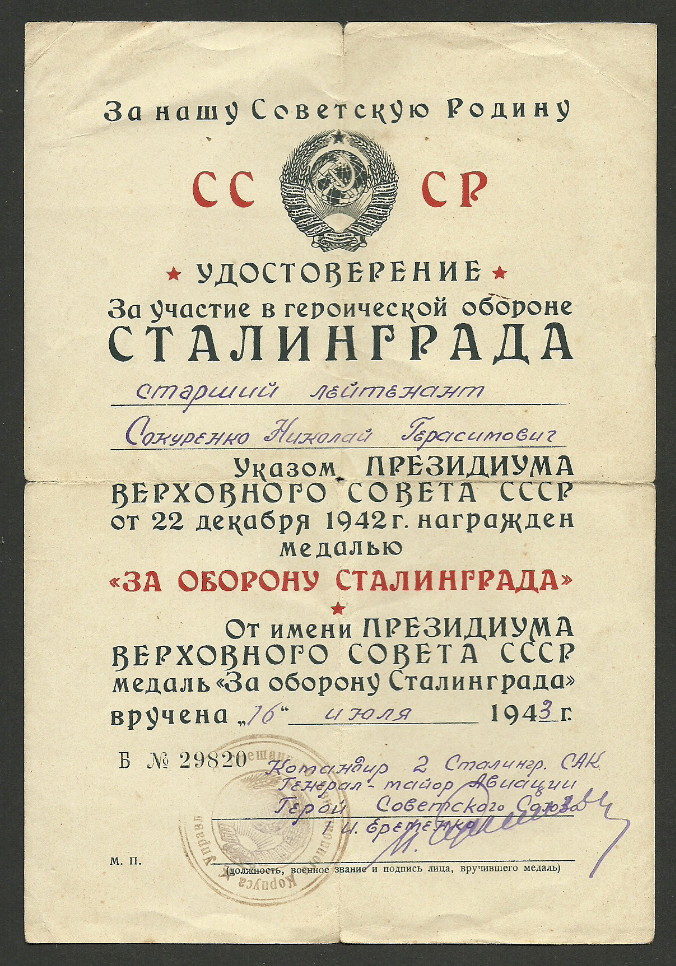 За нашу Советскую Родину
СС СР
УДОСТОВЕРЕНИЕ
За участие в героической обороне
СТАЛИНГРАДА
старший лейтенант
Сокуренко Николай Герасимович
Указом ПРЕЗИДИУМА
ВЕРХОВНОГО СОВЕТА СССР
от 22 декабря 1942 г. награжден
медалью
«ЗА ОБОРОНУ СТАЛИНГРАДА»
От имени ПРЕЗИДИУМА
ВЕРХОВНОГО СОВЕТА СССР
медаль «За оборону Сталинграда»
вручена „16“ июля 1943 г.
Б № 29820
Командир 2 Сталингр. САК
Генерал-майор Авиации
Герой Советского Союза
Еременко
М. П.
(должность, военное звание и подпись лица, вручившего медаль)
Корпуса